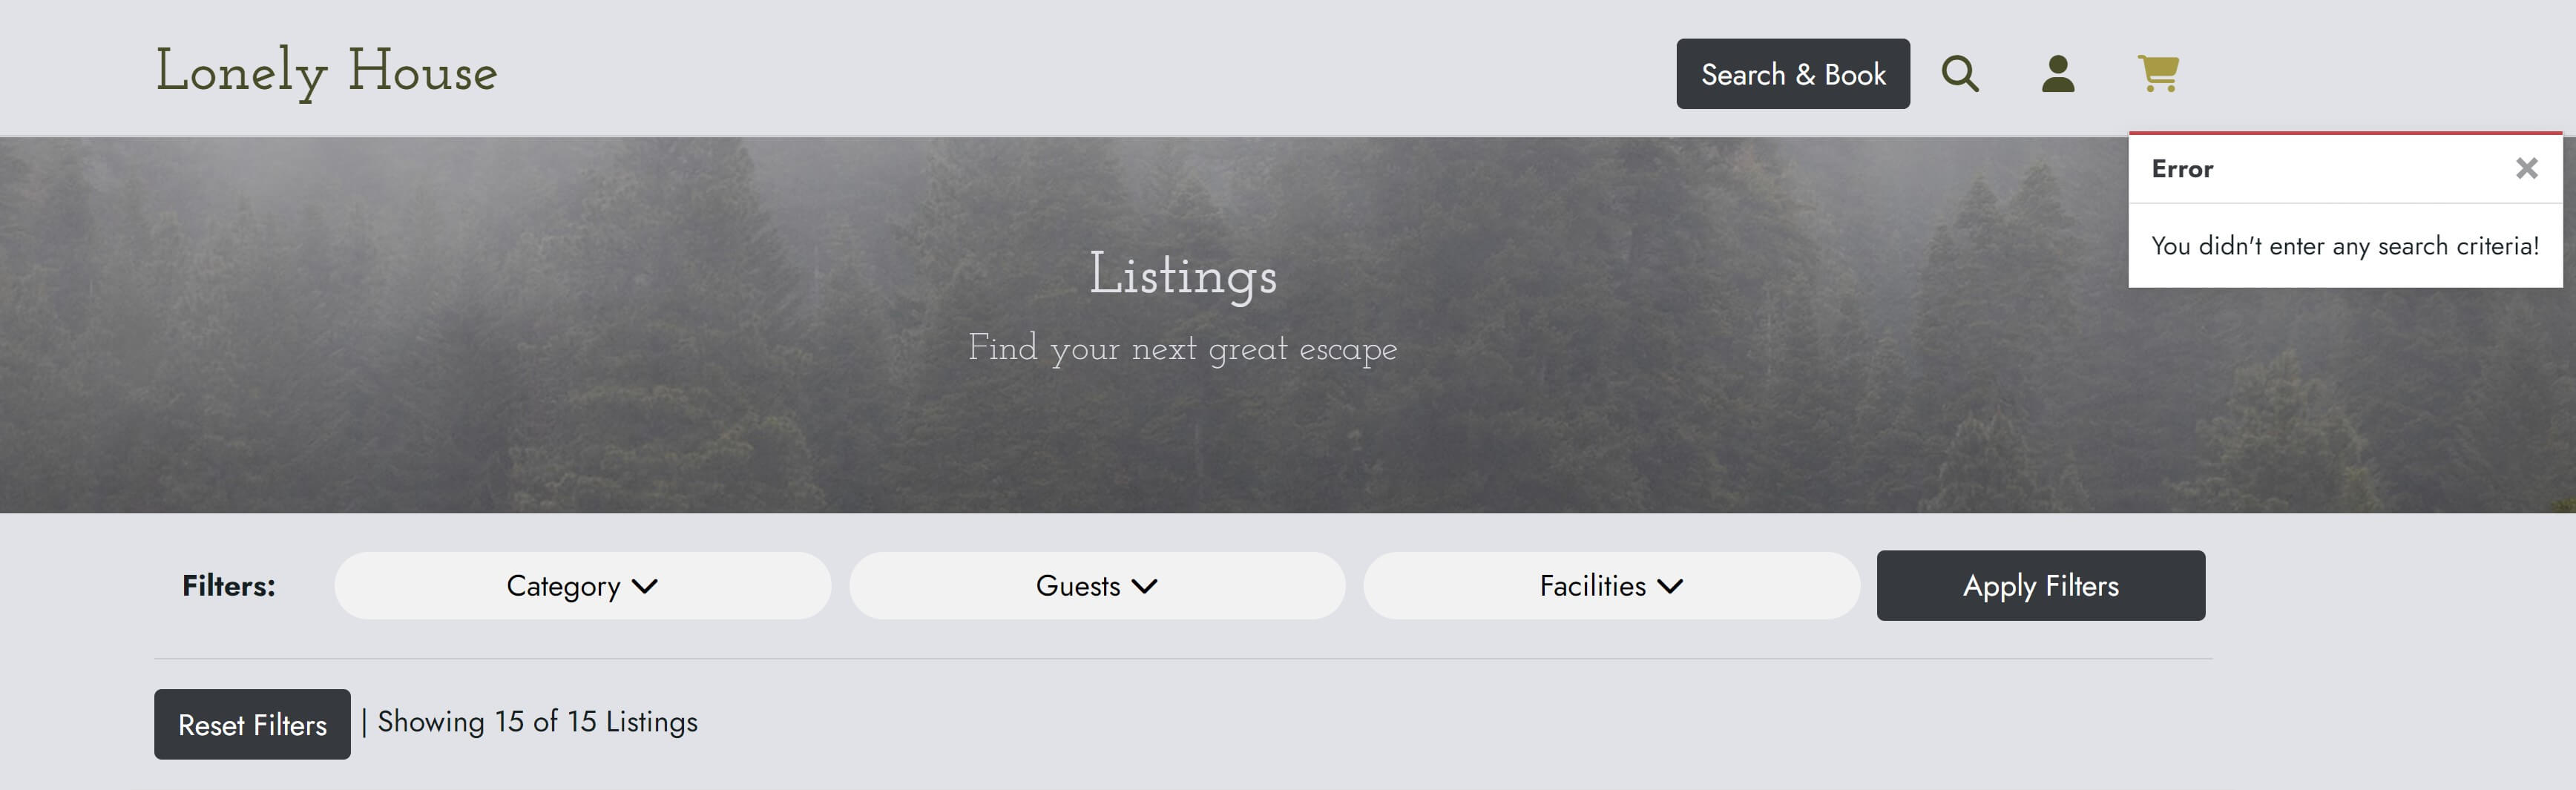 Lonely House
Search & Book
Error
You didn't enter any search criteria!
Listings
Find your next great escape
Filters:
Category
Guests
Facilities
Apply Filters
Reset Filters
| Showing 15 of 15 Listings